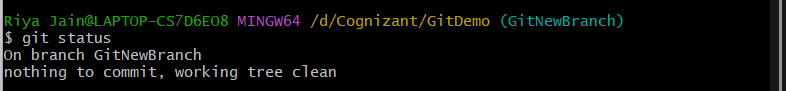 Riya Jain@LAPTOP-CS7D6EO8 MINGW64 /d/Cognizant/GitDemo (GitNewBranch)
$ git status
On branch GitNewBranch
nothing to commit, working tree clean